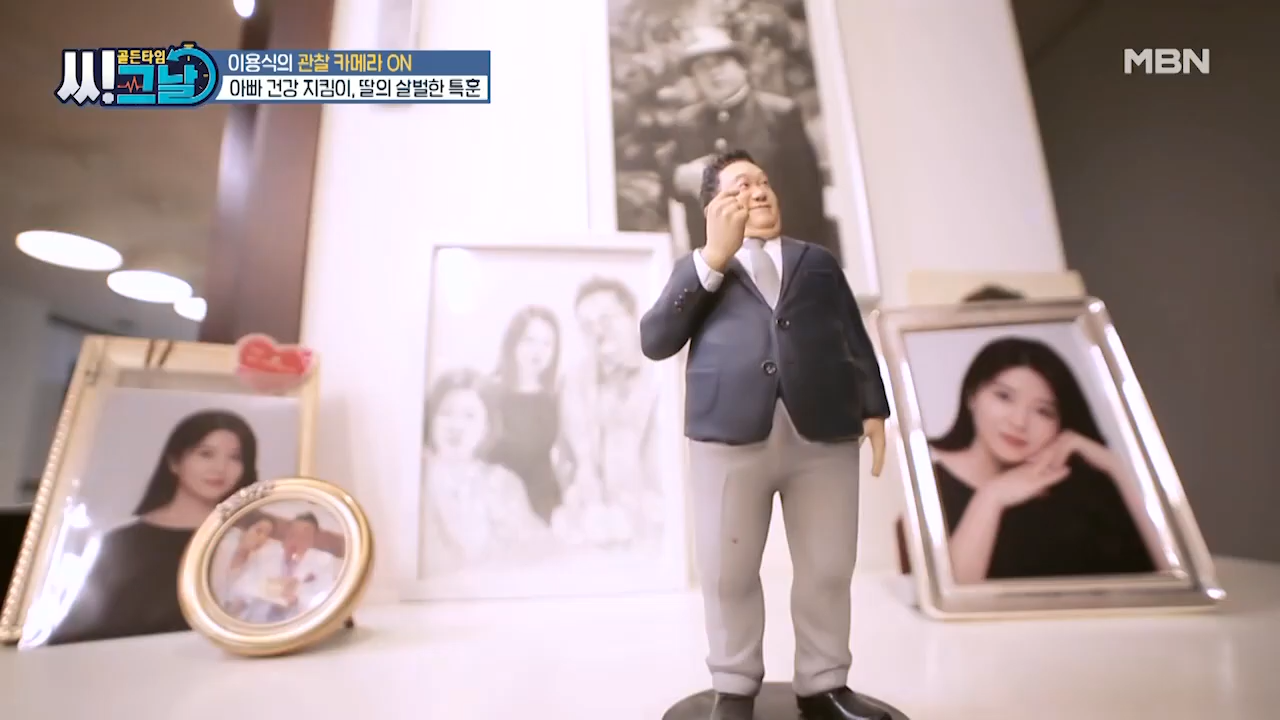 골든타임
씨!그날
이용식의 관찰 카메라 ON
아빠 건강 지킴이, 딸의 살벌한 특훈
MBN